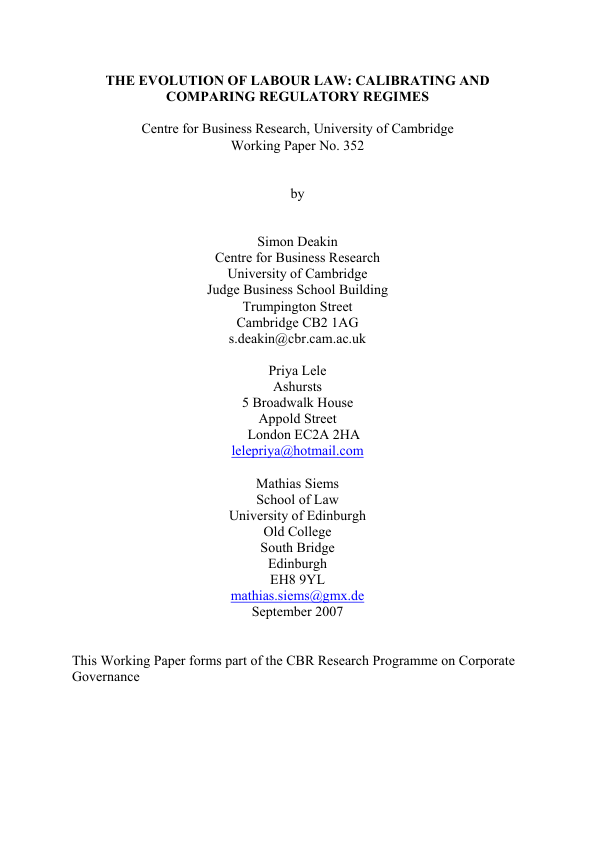 THE EVOLUTION OF LABOUR LAW: CALIBRATING AND
COMPARING REGULATORY REGIMES
Centre for Business Research, University of Cambridge
Working Paper No. 352
by
Simon Deakin
Centre for Business Research
University of Cambridge
Judge Business School Building
Trumpington Street
Cambridge CB2 1AG
s.deakin@cbr.cam.ac.uk
Priya Lele
Ashursts
5 Broadwalk House
Appold Street
London EC2A 2HA
lelepriya@hotmail.com
Mathias Siems
School of Law
University of Edinburgh
Old College
South Bridge
Edinburgh
EH8 9YL
mathias.siems@gmx.de
September 2007
This Working Paper forms part of the CBR Research Programme on Corporate
Governance